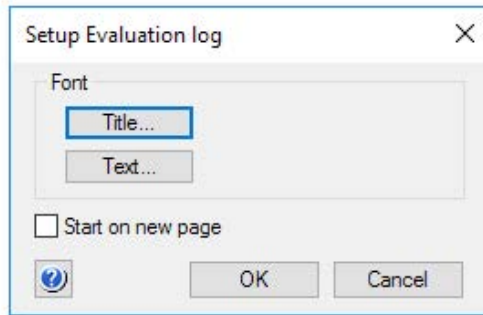 Setup Evaluation log
Font
Title...
Text...
Start on new page
OK Cancel